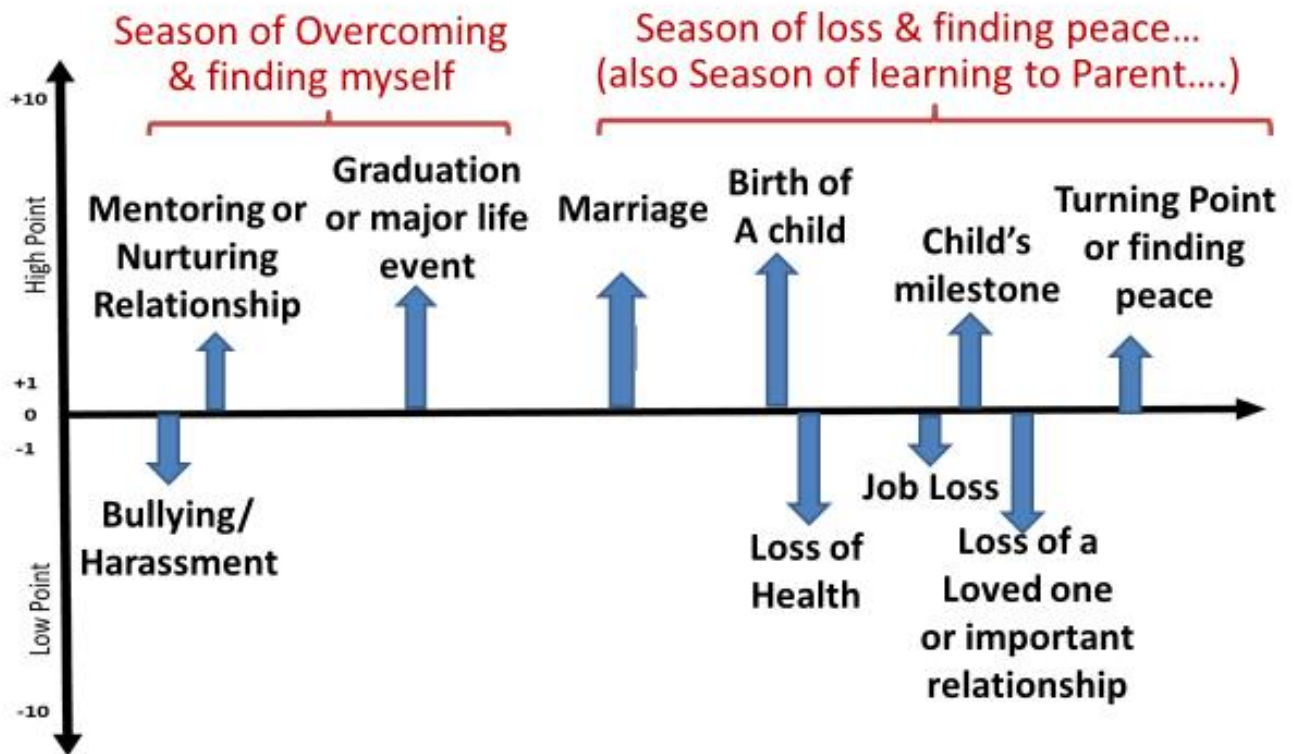 Season of Overcoming
& finding myself
Season of loss & finding peace…
(also Season of learning to Parent….)
+10
High Point
+1
0
-1
Low Point
-10
Mentoring or
Nurturing
Relationship
Graduation
or major life
event
Marriage
Birth of
A child
Child's
milestone
Turning Point
or finding
peace
Bullying/
Harassment
Loss of
Health
Job Loss
Loss of a
Loved one
or important
relationship